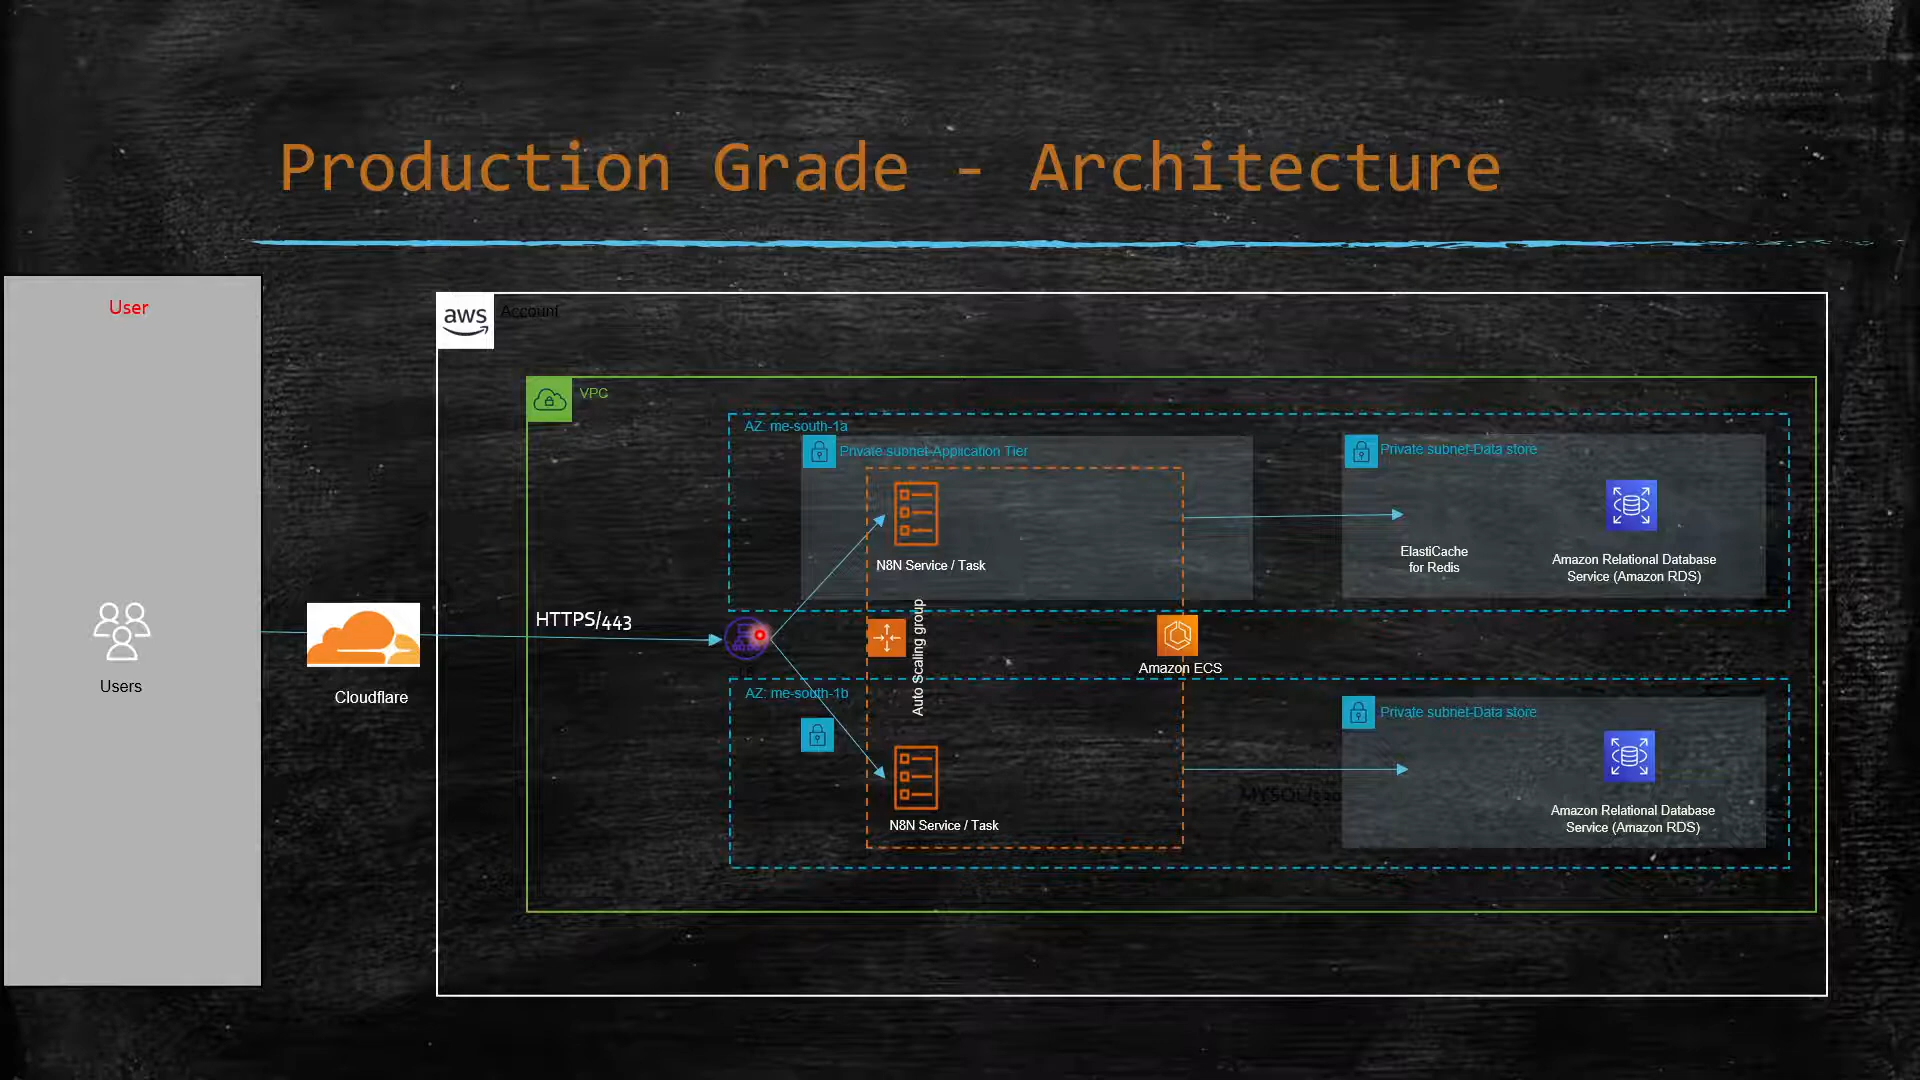 Production Grade - Architecture
User
aws
Account
VPC
AZ: me-south-1a
Private subnet-Application Tier
Private subnet-Data store
N8N Service / Task
ElastiCache
for Redis
Amazon Relational Database
Service (Amazon RDS)
HTTPS/443
Users
Cloudflare
Auto Scaling group
Amazon ECS
AZ: me-south-1b
Private subnet-Data store
N8N Service / Task
Amazon Relational Database
Service (Amazon RDS)